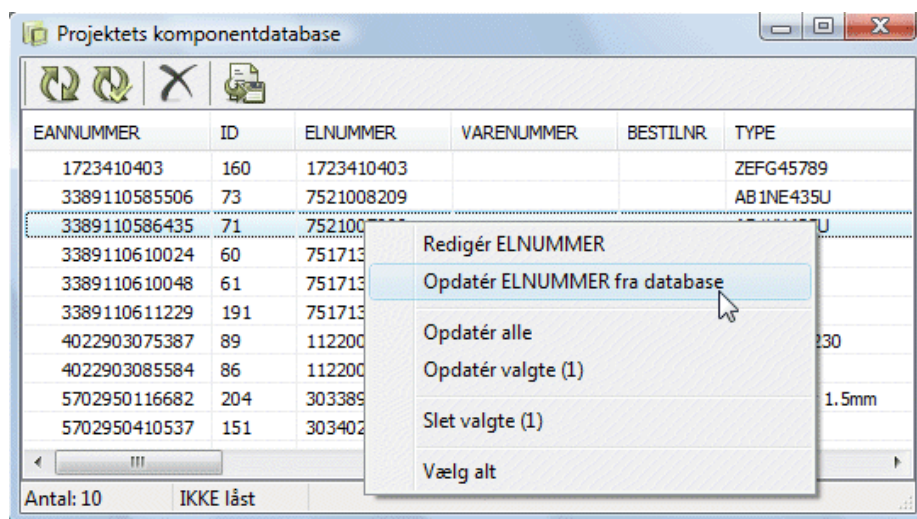 Projektets komponentdatabase
EANNUMMER ID ELNUMMER VARENUMMER BESTILNR TYPE
1723410403 160 1723410403 ZEFG45789
3389110585506 73 7521008209 AB1NE435U
3389110586435 71
3389110610024 60 751713
3389110610048 61 751713
3389110611229 191 751713
4022903075387 89 112200 230
4022903085584 86 112200
5702950116682 204 303389 1.5mm
5702950410537 151 303402
Redigér ELNUMMER
Opdatér ELNUMMER fra database
Opdatér alle
Opdatér valgte (1)
Slet valgte (1)
Vælg alt
Antal: 10 IKKE låst